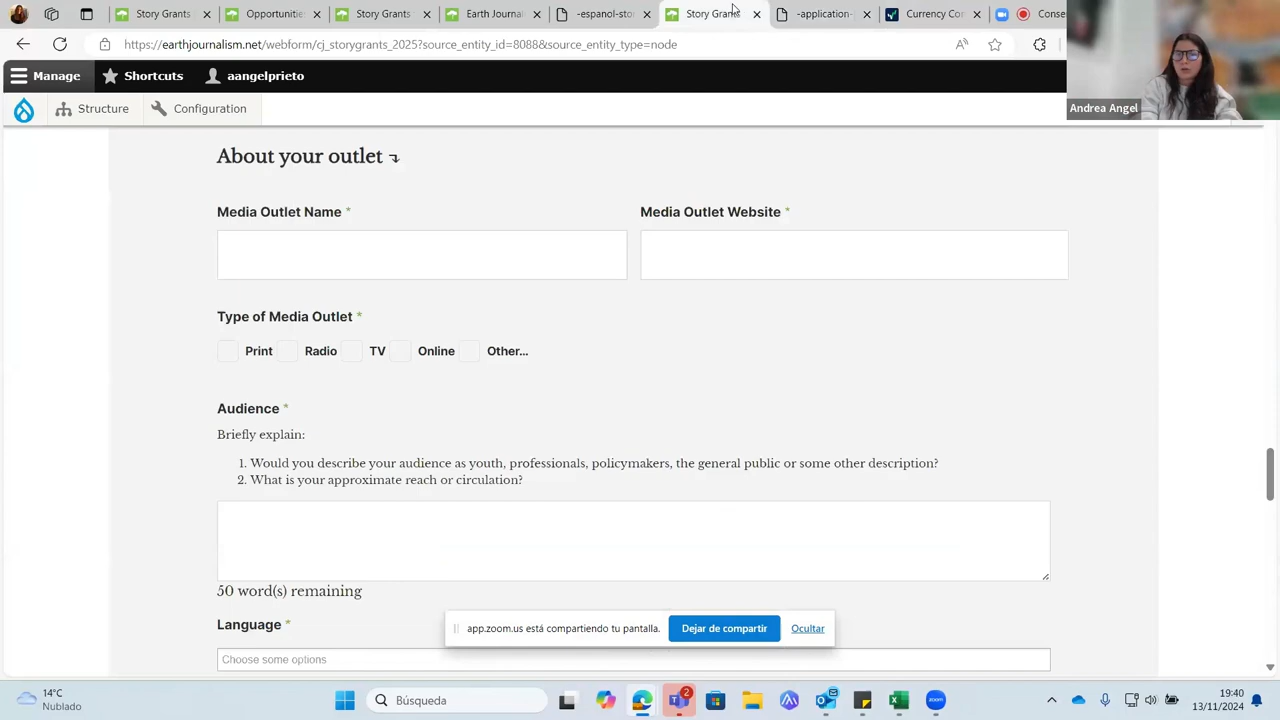 Story Grants
Opportunitie
Story Grants
Earth Journal
-espanol-sto
Story Grants
-application-
Currency Con
Conse
https://earthjournalism.net/webform/cj_storygrants_2025?source_entity_id=8088&source_entity_type=node
Manage
Shortcuts
aangelprieto
Andrea Angel
Structure
Configuration
About your outlet
Media Outlet Name *
Media Outlet Website *
Type of Media Outlet *
Print
Radio
TV
Online
Other...
Audience *
Briefly explain:
1. Would you describe your audience as youth, professionals, policymakers, the general public or some other description?
2. What is your approximate reach or circulation?
50 word(s) remaining
Language *
app.zoom.us está compartiendo tu pantalla.
Dejar de compartir
Ocultar
Choose some options
14°C
Nublado
Búsqueda
2
19:40
13/11/2024